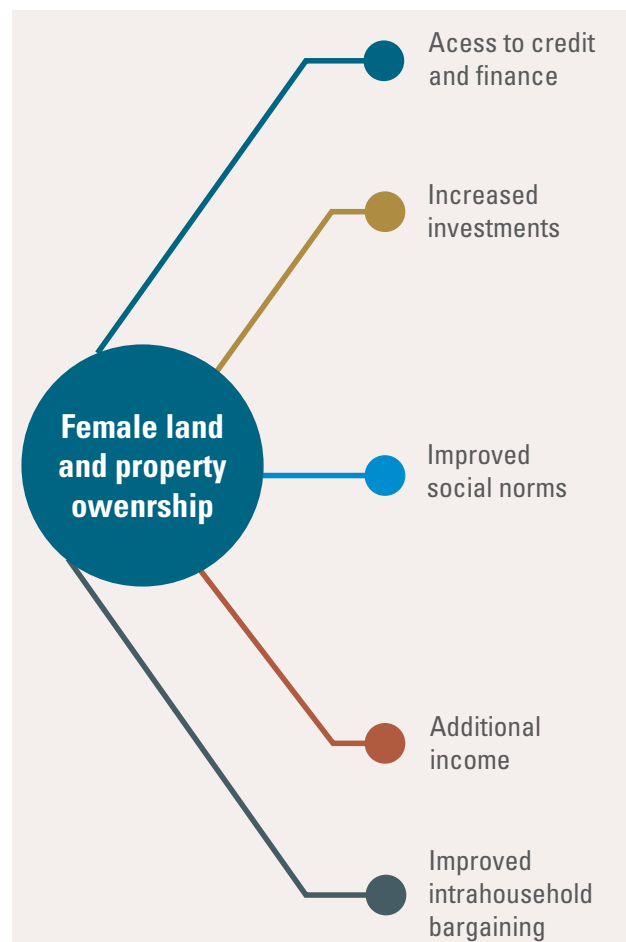 Acess to credit
and finance
Increased
investments
Female land
and property
owenrship
Improved
social norms
Additional
income
Improved
intrahousehold
bargaining